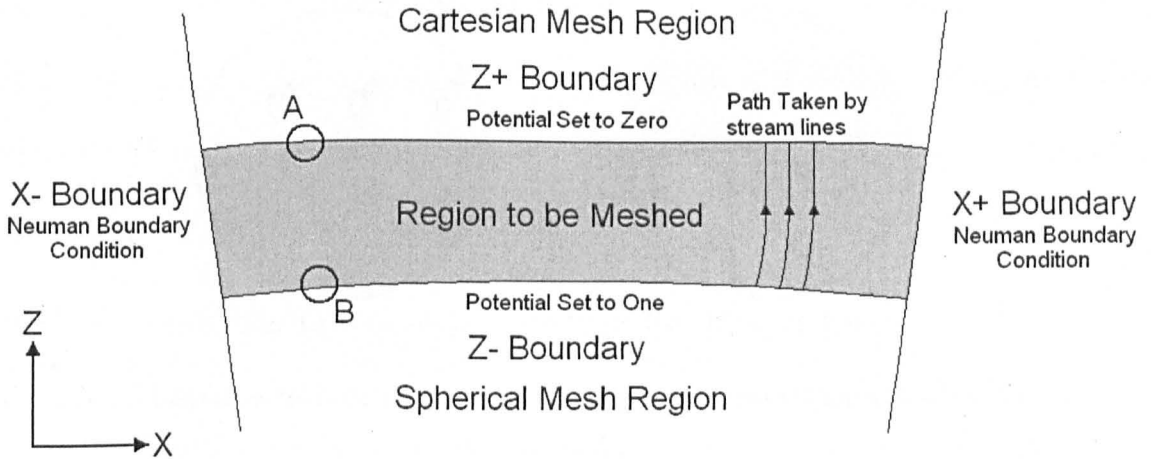 Cartesian Mesh Region
Z+ Boundary
Potential Set to Zero
Path Taken by
stream lines
A
X- Boundary
Neuman Boundary
Condition
Region to be Meshed
X+ Boundary
Neuman Boundary
Condition
B
Potential Set to One
Z- Boundary
Spherical Mesh Region
Z
X